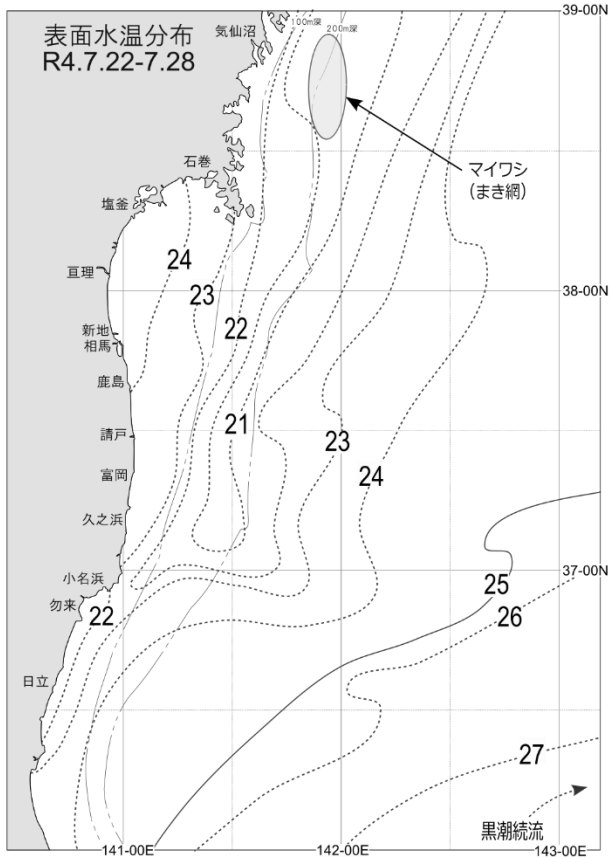 表面水温分布
R4.7.22-7.28
気仙沼
100m深
200m深
39-00N
マイワシ
(まき網)
石巻
塩釜
24
亘理
23
38-00N
22
新地
相馬
鹿島
21
請戸
23
24
富岡
久之浜
小名浜
37-00N
25
勿来
22
26
日立
27
黒潮続流
141-00E
142-00E
143-00E